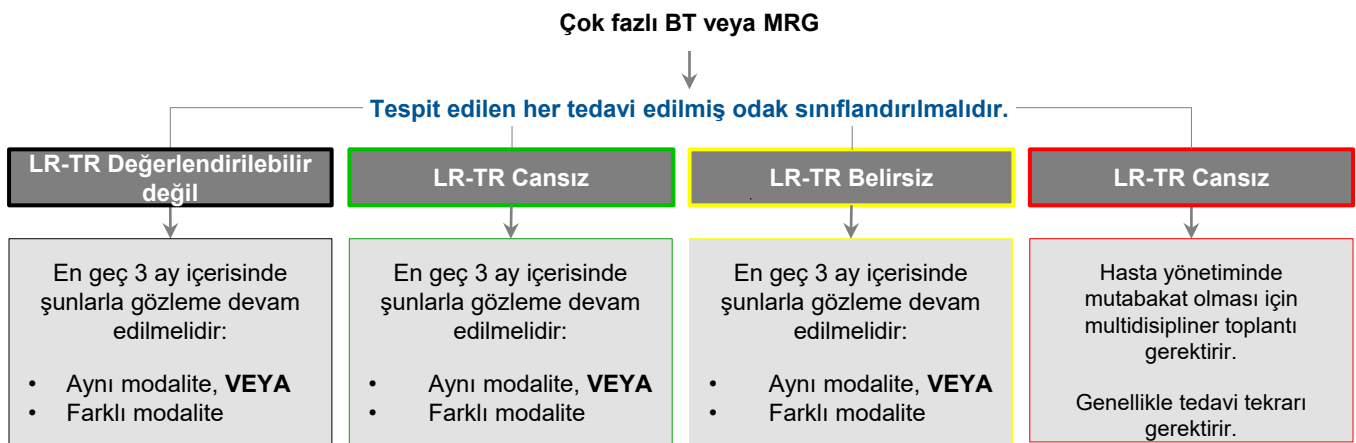 Çok fazlı BT veya MRG
Tespit edilen her tedavi edilmiş odak sınıflandırılmalıdır.
LR-TR Değerlendirilebilir
değil
En geç 3 ay içerisinde
şunlarla gözleme devam
edilmelidir:
• Aynı modalite, VEYA
• Farklı modalite
LR-TR Cansız
En geç 3 ay içerisinde
şunlarla gözleme devam
edilmelidir:
• Aynı modalite, VEYA
• Farklı modalite
LR-TR Belirsiz
En geç 3 ay içerisinde
şunlarla gözleme devam
edilmelidir:
• Aynı modalite, VEYA
• Farklı modalite
LR-TR Cansız
Hasta yönetiminde
mutabakat olması için
multidisipliner toplantı
gerektirir.
Genellikle tedavi tekrarı
gerektirir.